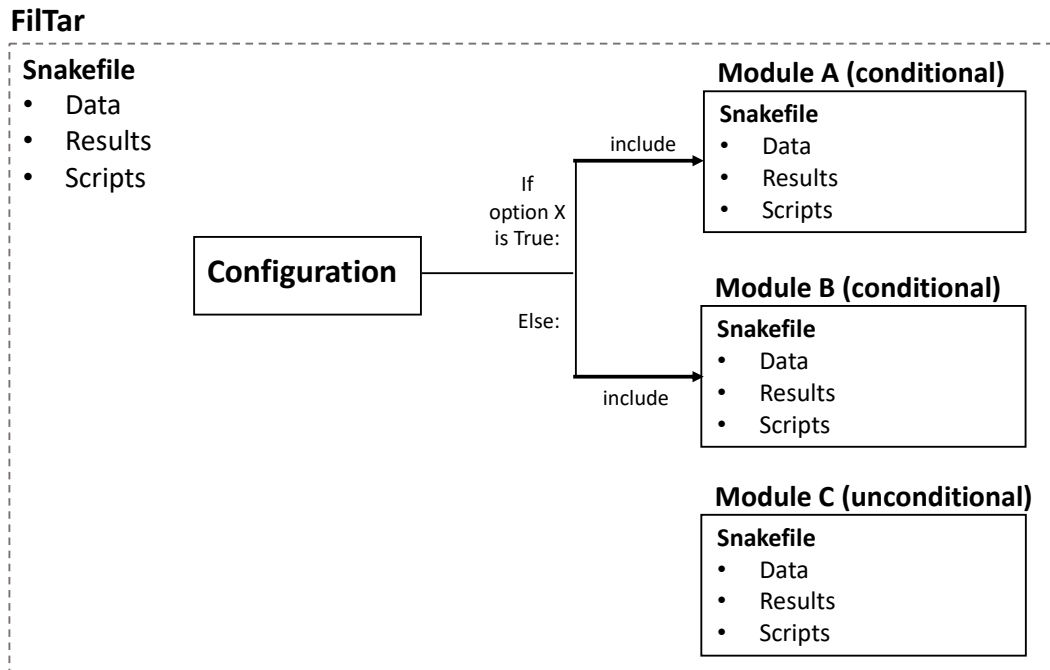 FilTar
Snakefile
• Data
• Results
• Scripts
Configuration
If
option X
is True:
Else:
include
include
Module A (conditional)
Snakefile
• Data
• Results
• Scripts
Module B (conditional)
Snakefile
• Data
• Results
• Scripts
Module C (unconditional)
Snakefile
• Data
• Results
• Scripts